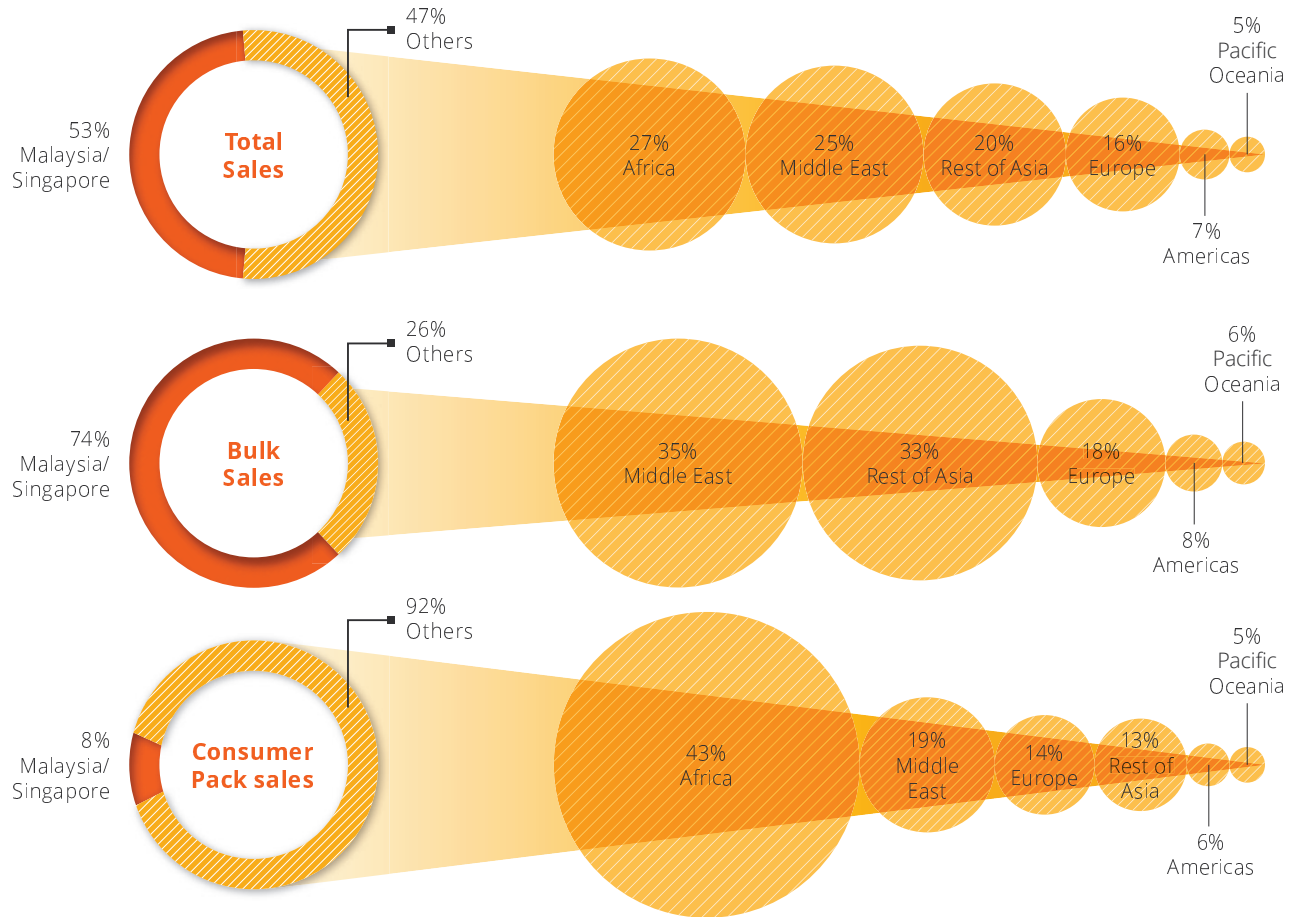 47%
Others
53%
Malaysia/
Singapore
Total
Sales
27%
Africa
25%
Middle East
20%
Rest of Asia
16%
Europe
7%
Americas
5%
Pacific
Oceania
26%
Others
74%
Malaysia/
Singapore
Bulk
Sales
35%
Middle East
33%
Rest of Asia
18%
Europe
8%
Americas
6%
Pacific
Oceania
92%
Others
8%
Malaysia/
Singapore
Consumer
Pack sales
43%
Africa
19%
Middle
East
14%
Europe
13%
Rest of
Asia
6%
Americas
5%
Pacific
Oceania